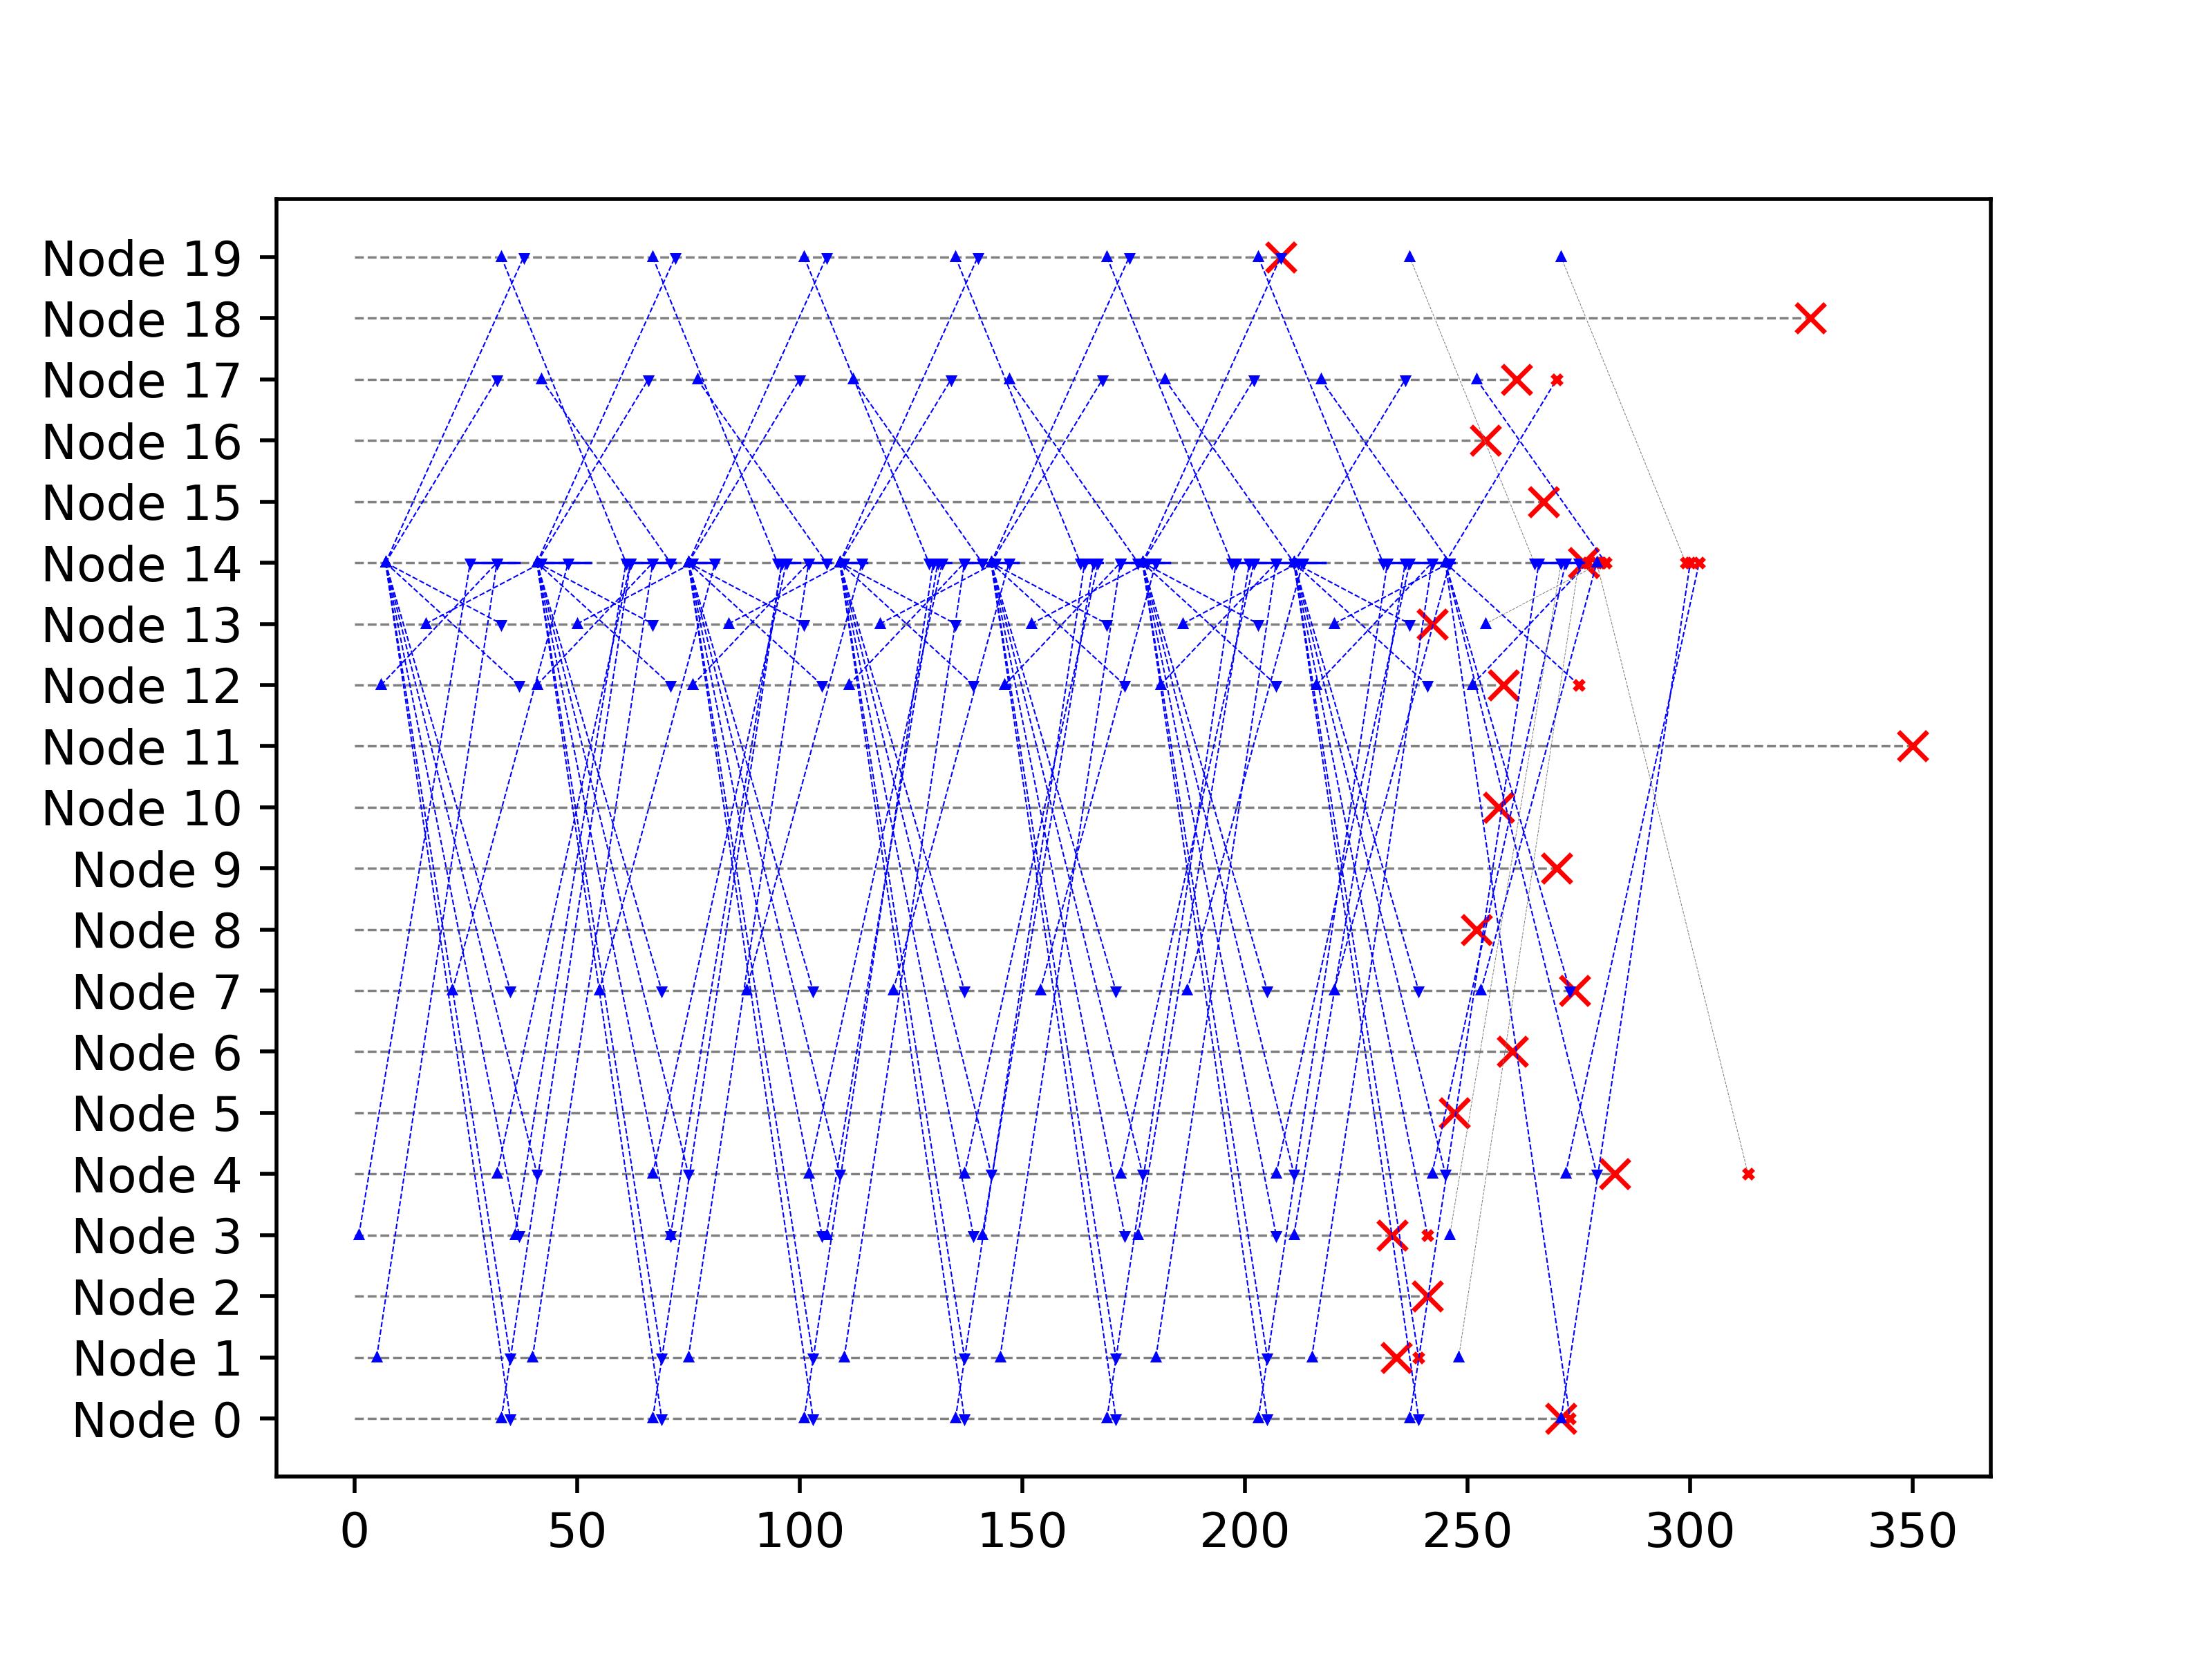 Node 19
Node 18
Node 17
Node 16
Node 15
Node 14
Node 13
Node 12
Node 11
Node 10
Node 9
Node 8
Node 7
Node 6
Node 5
Node 4
Node 3
Node 2
Node 1
Node 0
0 50 100 150 200 250 300 350